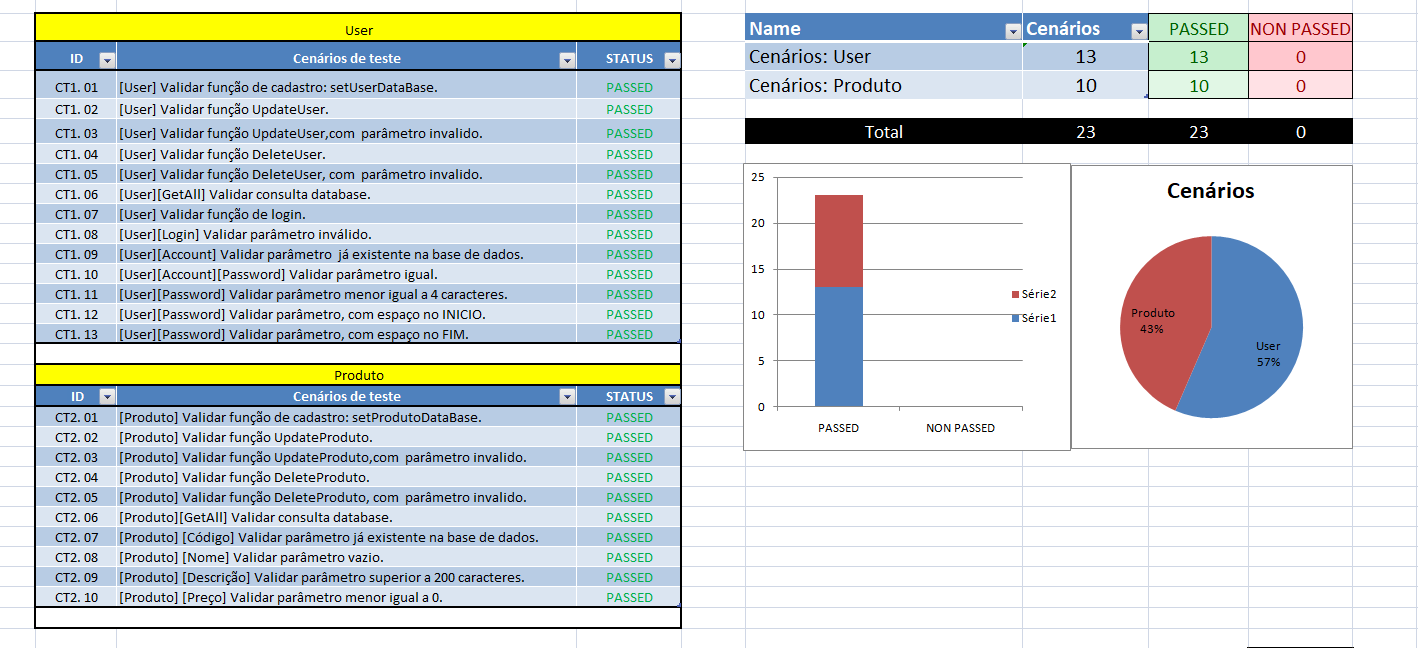 User
ID Cenários de teste STATUS
CT1. 01 [User] Validar função de cadastro: setUserDataBase. PASSED
CT1. 02 [User] Validar função UpdateUser. PASSED
CT1. 03 [User] Validar função UpdateUser,com  parâmetro invalido. PASSED
CT1. 04 [User] Validar função DeleteUser. PASSED
CT1. 05 [User] Validar função DeleteUser, com  parâmetro invalido. PASSED
CT1. 06 [User][GetAll] Validar consulta database. PASSED
CT1. 07 [User] Validar função de login. PASSED
CT1. 08 [User][Login] Validar parâmetro inválido. PASSED
CT1. 09 [User][Account] Validar parâmetro  já existente na base de dados. PASSED
CT1. 10 [User][Account][Password] Validar parâmetro igual. PASSED
CT1. 11 [User][Password] Validar parâmetro menor igual a 4 caracteres. PASSED
CT1. 12 [User][Password] Validar parâmetro, com espaço no INICIO. PASSED
CT1. 13 [User][Password] Validar parâmetro, com espaço no FIM. PASSED
Produto
ID Cenários de teste STATUS
CT2. 01 [Produto] Validar função de cadastro: setProdutoDataBase. PASSED
CT2. 02 [Produto] Validar função UpdateProduto. PASSED
CT2. 03 [Produto] Validar função UpdateProduto,com  parâmetro invalido. PASSED
CT2. 04 [Produto] Validar função DeleteProduto. PASSED
CT2. 05 [Produto] Validar função DeleteProduto, com  parâmetro invalido. PASSED
CT2. 06 [Produto][GetAll] Validar consulta database. PASSED
CT2. 07 [Produto] [Código] Validar parâmetro já existente na base de dados. PASSED
CT2. 08 [Produto] [Nome] Validar parâmetro vazio. PASSED
CT2. 09 [Produto] [Descrição] Validar parâmetro superior a 200 caracteres. PASSED
CT2. 10 [Produto] [Preço] Validar parâmetro menor igual a 0. PASSED
Name Cenários PASSED NON PASSED
Cenários: User 13 13 0
Cenários: Produto 10 10 0
Total 23 23 0
25
20
15
10
5
0
PASSED NON PASSED
Série2
Série1
Cenários
Produto
43%
User
57%